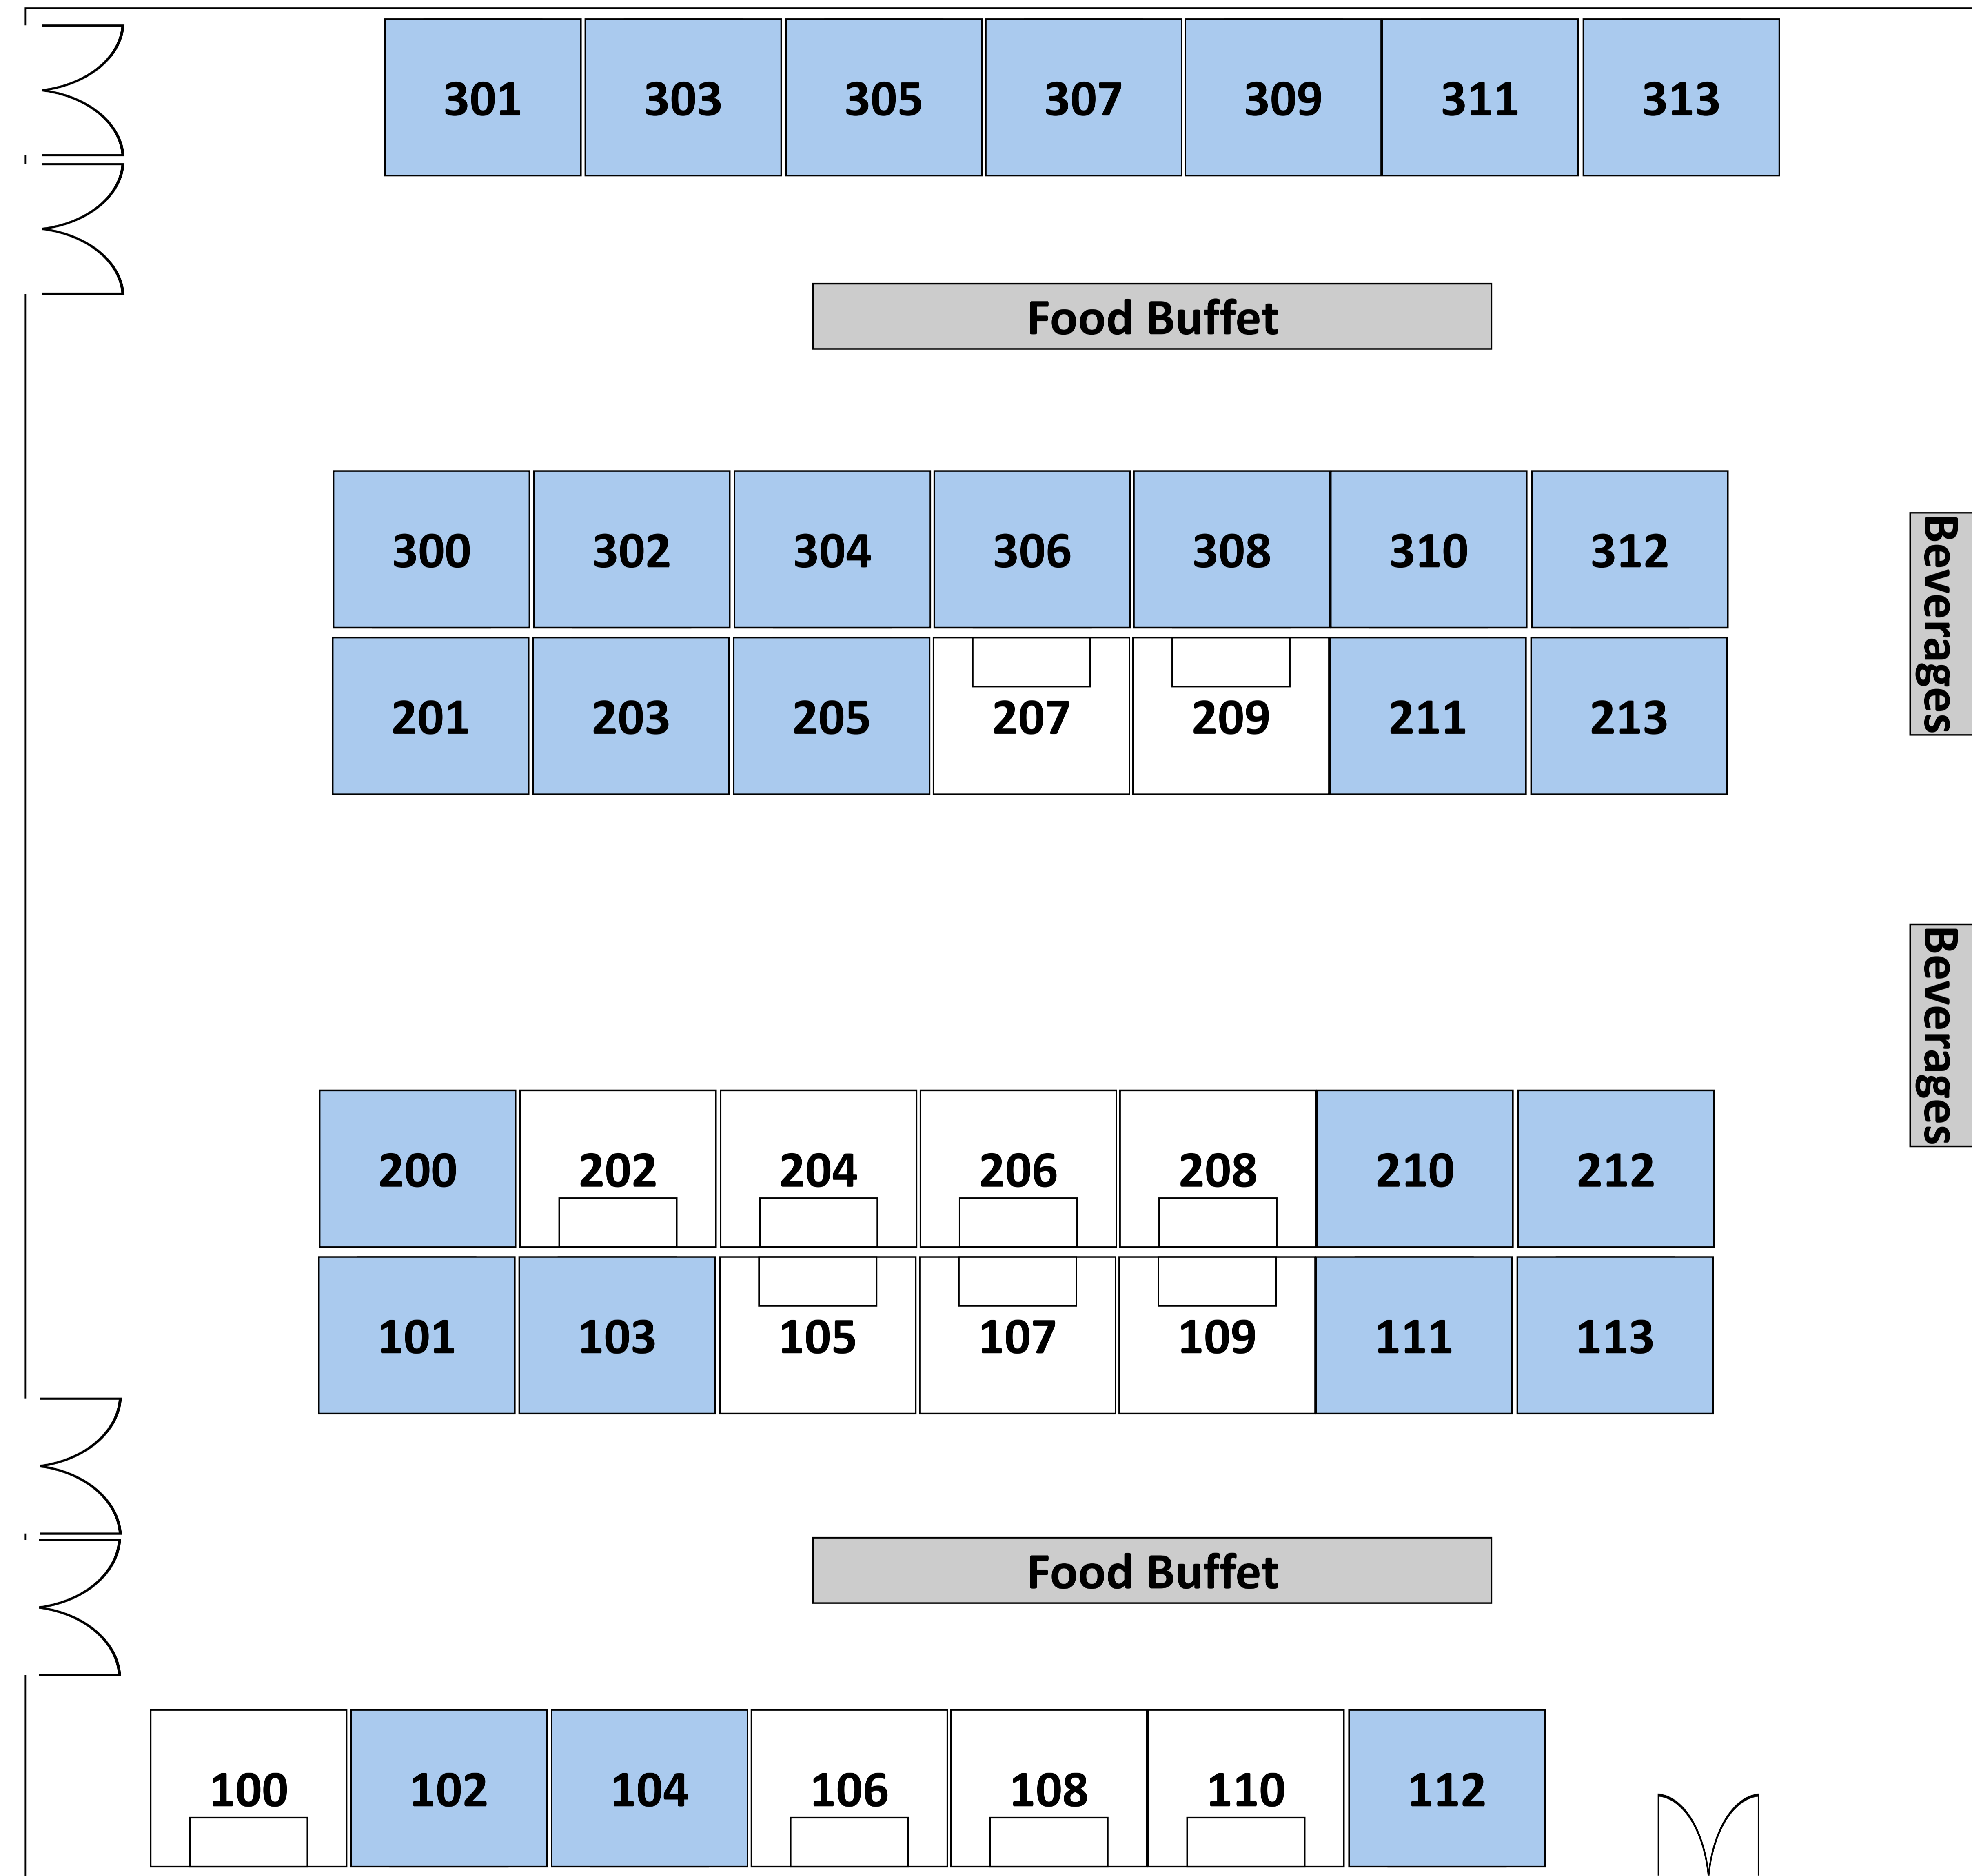 301 303 305 307 309 311 313
Food Buffet
300 302 304 306 308 310 312
Beverages
201 203 205 207 209 211 213
Beverages
200 202 204 206 208 210 212
101 103 105 107 109 111 113
Food Buffet
100 102 104 106 108 110 112